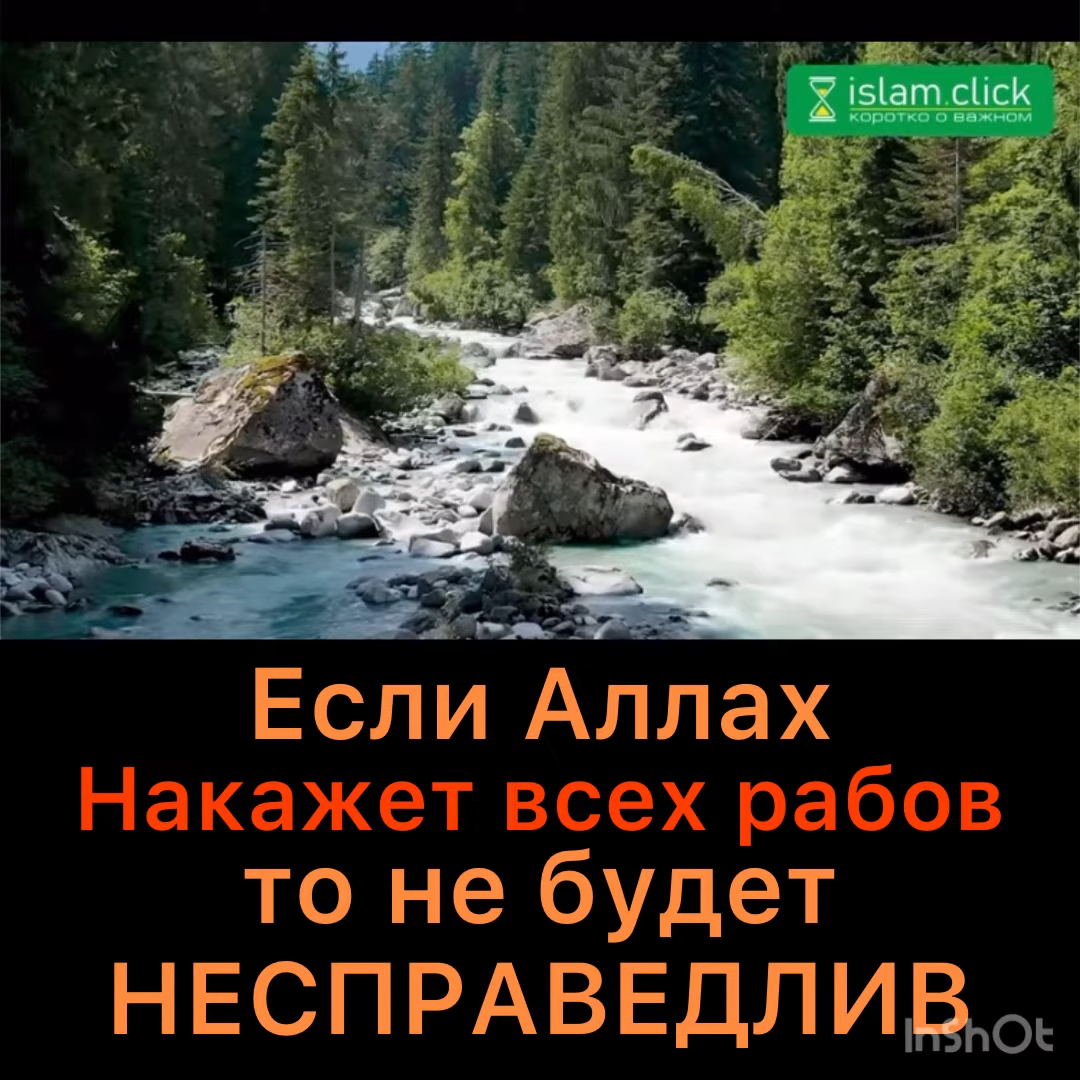 islam.click
коротко о важном
Если Аллах
Накажет всех рабов
то не будет
НЕСПРАВЕДЛИВ
InShOt